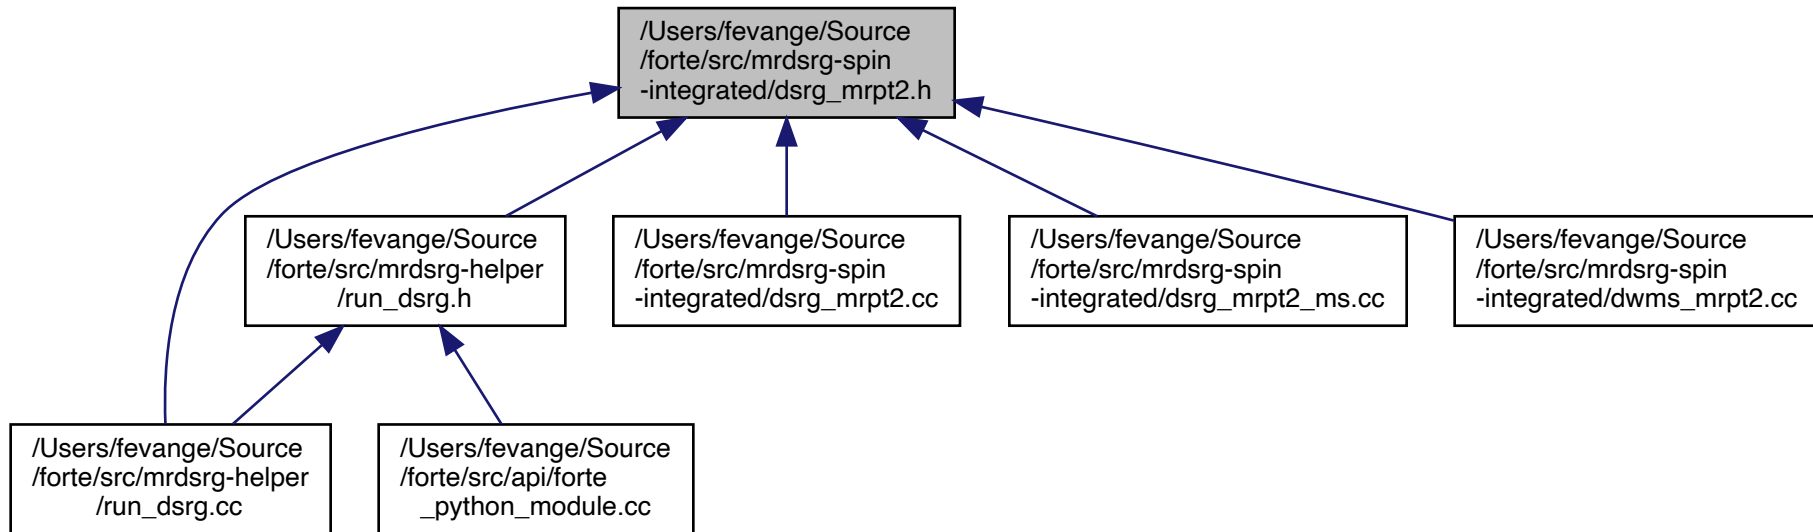 /Users/fevange/Source
/forte/src/mrdsrg-spin
-integrated/dsrg_mrpt2.h
/Users/fevange/Source
/forte/src/mrdsrg-helper
/run_dsrg.h
/Users/fevange/Source
/forte/src/mrdsrg-spin
-integrated/dsrg_mrpt2.cc
/Users/fevange/Source
/forte/src/mrdsrg-spin
-integrated/dsrg_mrpt2_ms.cc
/Users/fevange/Source
/forte/src/mrdsrg-spin
-integrated/dwms_mrpt2.cc
/Users/fevange/Source
/forte/src/mrdsrg-helper
/run_dsrg.cc
/Users/fevange/Source
/forte/src/api/forte
_python_module.cc